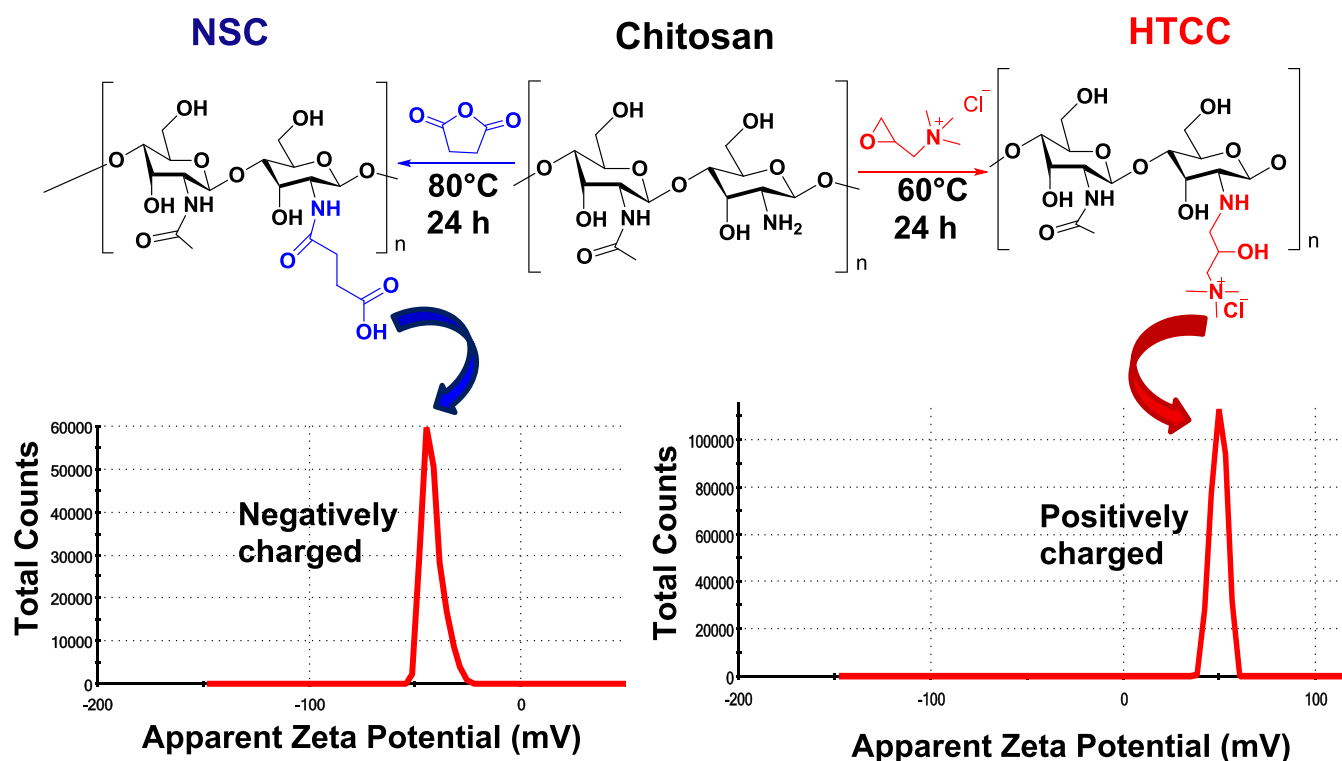 NSC
Chitosan
HTCC
OH
OH
O
O
O
O
O
OH
NH
OH
NH
O
n
O
O
OH
O O O
80°C
24 h
OH
OH
O
O
O
O
OH
NH
OH
NH₂
O
n
O
N⁺
Cl⁻
60°C
24 h
OH
OH
O
O
O
O
O
OH
NH
OH
NH
O
n
OH
N⁺
Cl⁻
60000
50000
40000
30000
20000
10000
0
Total Counts
Negatively
charged
-200 -100 0
Apparent Zeta Potential (mV)
100000
80000
60000
40000
20000
0
Total Counts
Positively
charged
-200 -100 0 100
Apparent Zeta Potential (mV)